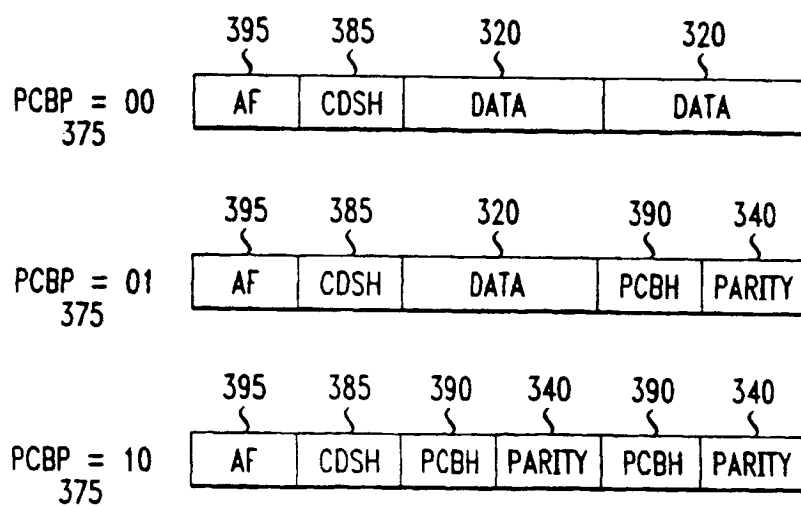 395 385 320 320
PCBP = 00 AF CDSH DATA DATA
375
395 385 320 390 340
PCBP = 01 AF CDSH DATA PCBH PARITY
375
395 385 390 340 390 340
PCBP = 10 AF CDSH PCBH PARITY PCBH PARITY
375